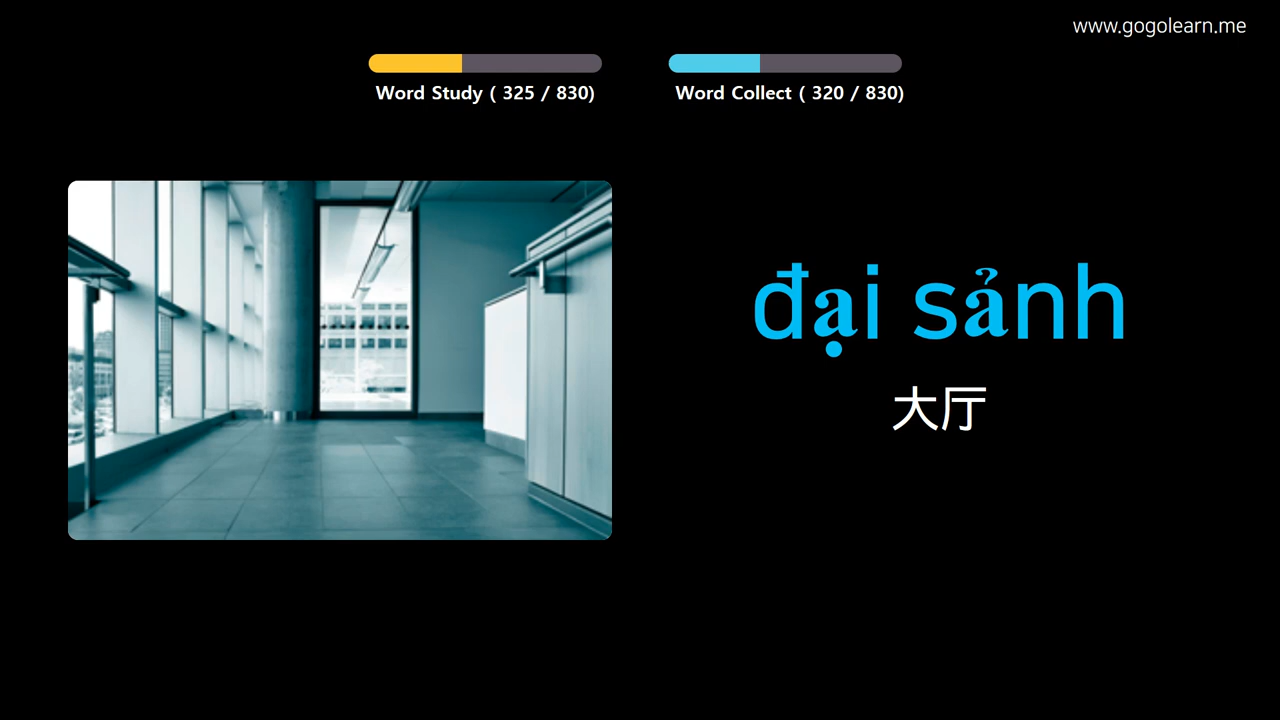 www.gogolearn.me
Word Study ( 325 / 830)
Word Collect ( 320 / 830)
đại sảnh
大厅